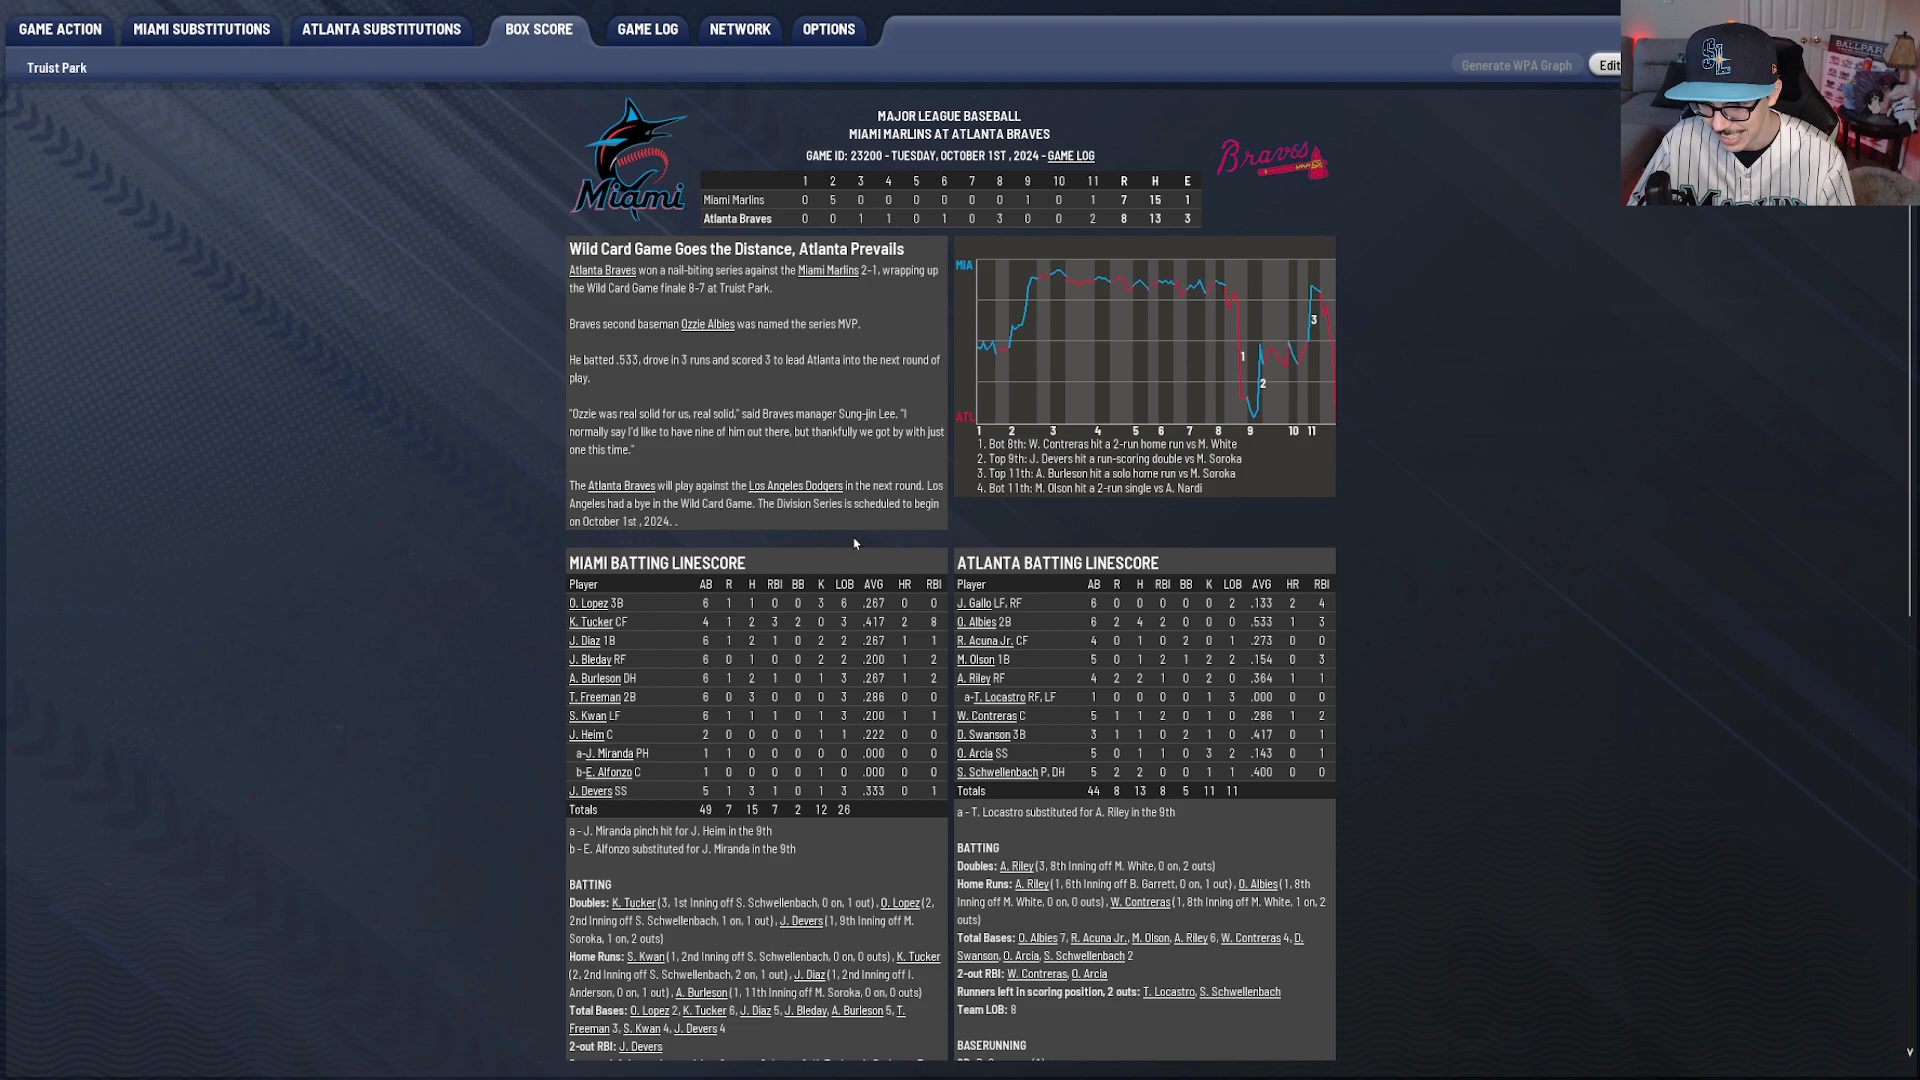 GAME ACTION MIAMI SUBSTITUTIONS ATLANTA SUBSTITUTIONS BOX SCORE GAME LOG NETWORK OPTIONS
Truist Park
Generate WPA Graph Edit
Miami
Braves
MAJOR LEAGUE BASEBALL
MIAMI MARLINS AT ATLANTA BRAVES
GAME ID: 23200 - TUESDAY, OCTOBER 1ST , 2024 - GAME LOG
1 2 3 4 5 6 7 8 9 10 11 R H E
Miami Marlins 0 5 0 0 0 0 0 0 1 0 1 7 15 1
Atlanta Braves 0 0 1 1 0 1 0 3 0 0 2 8 13 3
Wild Card Game Goes the Distance, Atlanta Prevails
Atlanta Braves won a nail-biting series against the Miami Marlins 2-1, wrapping up
the Wild Card Game finale 8-7 at Truist Park.
Braves second baseman Ozzie Albies was named the series MVP.
He batted .533, drove in 3 runs and scored 3 to lead Atlanta into the next round of
play.
"Ozzie was real solid for us, real solid," said Braves manager Sung-jin Lee. "I
normally say I'd like to have nine of him out there, but thankfully we got by with just
one this time."
The Atlanta Braves will play against the Los Angeles Dodgers in the next round. Los
Angeles had a bye in the Wild Card Game. The Division Series is scheduled to begin
on October 1st , 2024. .
MIA
ATL
1 2 3
1 2 3 4 5 6 7 8 9 10 11
1. Bot 8th: W. Contreras hit a 2-run home run vs M. White
2. Top 9th: J. Devers hit a run-scoring double vs M. Soroka
3. Top 11th: A. Burleson hit a solo home run vs M. Soroka
4. Bot 11th: M. Olson hit a 2-run single vs A. Nardi
MIAMI BATTING LINESCORE
Player AB R H RBI BB K LOB AVG HR RBI
O. Lopez 3B 6 1 1 0 0 3 6 .267 0 0
K. Tucker CF 4 1 2 3 2 0 3 .417 2 8
J. Diaz 1B 6 1 2 1 0 2 2 .267 1 1
J. Bleday RF 6 0 1 0 0 2 2 .200 1 2
A. Burleson DH 6 1 2 1 0 1 3 .267 1 2
T. Freeman 2B 6 0 3 0 0 0 3 .286 0 0
S. Kwan LF 6 1 1 1 0 1 3 .200 1 1
J. Heim C 2 0 0 0 0 1 1 .222 0 0
a-J. Miranda PH 1 1 0 0 0 0 0 .000 0 0
b-E. Alfonzo C 1 0 0 0 0 1 0 .000 0 0
J. Devers SS 5 1 3 1 0 1 3 .333 0 1
Totals 49 7 15 7 2 12 26
a - J. Miranda pinch hit for J. Heim in the 9th
b - E. Alfonzo substituted for J. Miranda in the 9th
BATTING
Doubles: K. Tucker (3, 1st Inning off S. Schwellenbach, 0 on, 1 out) , O. Lopez (2,
2nd Inning off S. Schwellenbach, 1 on, 1 out) , J. Devers (1, 9th Inning off M.
Soroka, 1 on, 2 outs)
Home Runs: S. Kwan (1, 2nd Inning off S. Schwellenbach, 0 on, 0 outs) , K. Tucker
(2, 2nd Inning off S. Schwellenbach, 2 on, 1 out) , J. Diaz (1, 2nd Inning off I.
Anderson, 0 on, 1 out) , A. Burleson (1, 11th Inning off M. Soroka, 0 on, 0 outs)
Total Bases: O. Lopez 2, K. Tucker 6, J. Diaz 5, J. Bleday, A. Burleson 5, T.
Freeman 3, S. Kwan 4, J. Devers 4
2-out RBI: J. Devers
ATLANTA BATTING LINESCORE
Player AB R H RBI BB K LOB AVG HR RBI
J. Gallo LF, RF 6 0 0 0 0 0 2 .133 2 4
O. Albies 2B 6 2 4 2 0 0 0 .533 1 3
R. Acuna Jr. CF 4 0 1 0 2 0 1 .273 0 0
M. Olson 1B 5 0 1 2 1 2 2 .154 0 3
A. Riley RF 4 2 2 1 0 2 0 .364 1 1
a-T. Locastro RF, LF 1 0 0 0 0 1 3 .000 0 0
W. Contreras C 5 1 1 2 0 1 0 .286 1 2
D. Swanson 3B 3 1 1 0 2 1 0 .417 0 1
O. Arcia SS 5 0 1 1 0 3 2 .143 0 1
S. Schwellenbach P, DH 5 2 2 0 0 1 1 .400 0 0
Totals 44 8 13 8 5 11 11
a - T. Locastro substituted for A. Riley in the 9th
BATTING
Doubles: A. Riley (3, 8th Inning off M. White, 0 on, 2 outs)
Home Runs: A. Riley (1, 6th Inning off B. Garrett, 0 on, 1 out) , O. Albies (1, 8th
Inning off M. White, 0 on, 0 outs) , W. Contreras (1, 8th Inning off M. White, 1 on, 2
outs)
Total Bases: O. Albies 7, R. Acuna Jr., M. Olson, A. Riley 6, W. Contreras 4, D.
Swanson, O. Arcia, S. Schwellenbach 2
2-out RBI: W. Contreras, O. Arcia
Runners left in scoring position, 2 outs: T. Locastro, S. Schwellenbach
Team LOB: 8
BASERUNNING